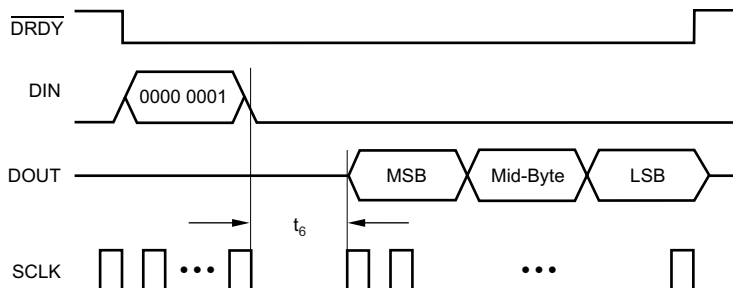 DRDY
DIN
0000 0001
DOUT
MSB
Mid-Byte
LSB
t6
SCLK
•••
•••